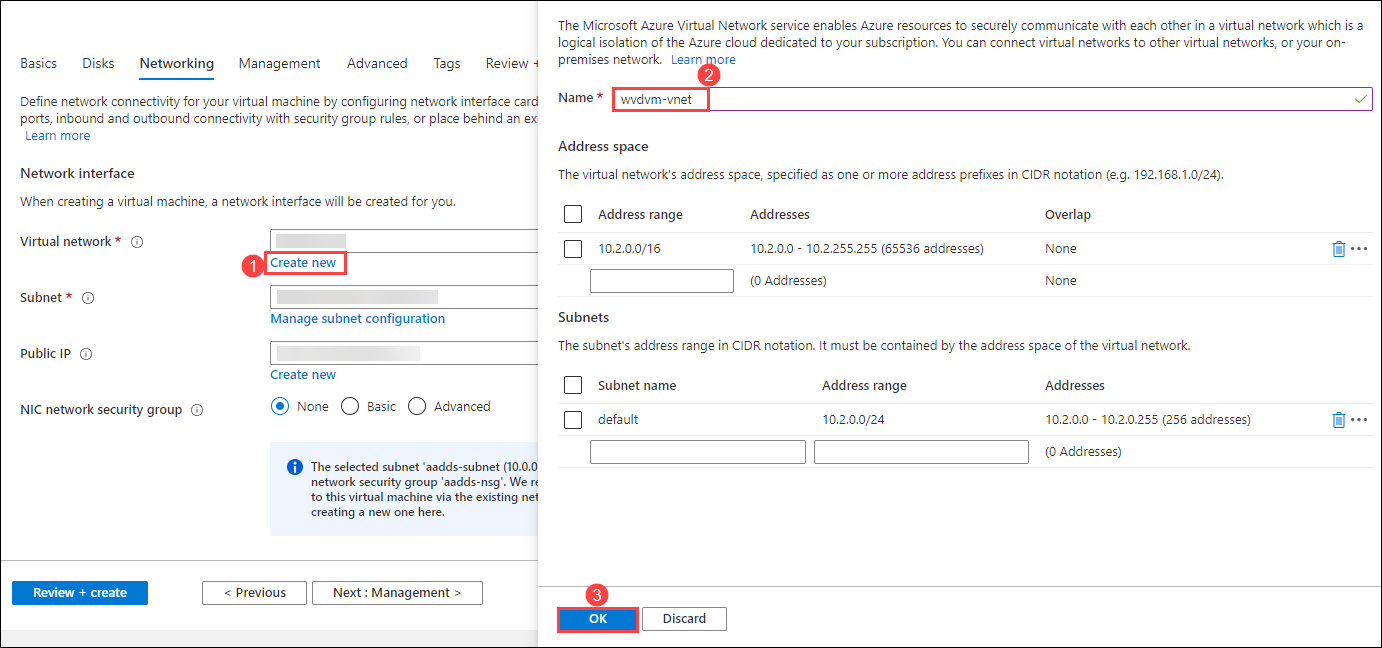 Basics Disks Networking Management Advanced Tags Review +
Define network connectivity for your virtual machine by configuring network interface card
ports, inbound and outbound connectivity with security group rules, or place behind an ex
Learn more
Network interface
When creating a virtual machine, a network interface will be created for you.
Virtual network *
1 Create new
Subnet *
Manage subnet configuration
Public IP
Create new
NIC network security group None Basic Advanced
The selected subnet 'aadds-subnet (10.0.0
network security group 'aadds-nsg'. We re
to this virtual machine via the existing net
creating a new one here.
Review + create < Previous Next : Management >
The Microsoft Azure Virtual Network service enables Azure resources to securely communicate with each other in a virtual network which is a
logical isolation of the Azure cloud dedicated to your subscription. You can connect virtual networks to other virtual networks, or your on-
premises network. Learn more
2
Name * wvdvm-vnet
Address space
The virtual network's address space, specified as one or more address prefixes in CIDR notation (e.g. 192.168.1.0/24).
Address range Addresses Overlap
10.2.0.0/16 10.2.0.0 - 10.2.255.255 (65536 addresses) None
(0 Addresses) None
Subnets
The subnet's address range in CIDR notation. It must be contained by the address space of the virtual network.
Subnet name Address range Addresses
default 10.2.0.0/24 10.2.0.0 - 10.2.0.255 (256 addresses)
(0 Addresses)
3
OK Discard